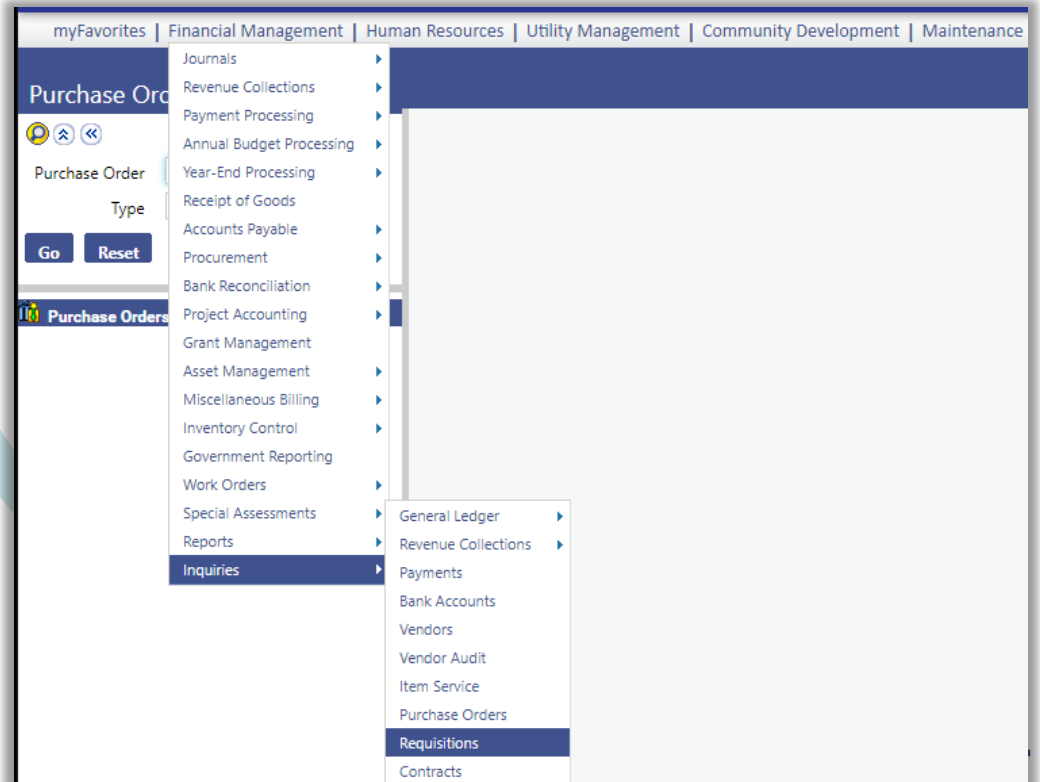 myFavorites | Financial Management | Human Resources | Utility Management | Community Development | Maintenance
Purchase Ord
Purchase Order
Type
Go Reset
Purchase Orders
Journals
Revenue Collections
Payment Processing
Annual Budget Processing
Year-End Processing
Receipt of Goods
Accounts Payable
Procurement
Bank Reconciliation
Project Accounting
Grant Management
Asset Management
Miscellaneous Billing
Inventory Control
Government Reporting
Work Orders
Special Assessments
Reports
Inquiries
General Ledger
Revenue Collections
Payments
Bank Accounts
Vendors
Vendor Audit
Item Service
Purchase Orders
Requisitions
Contracts